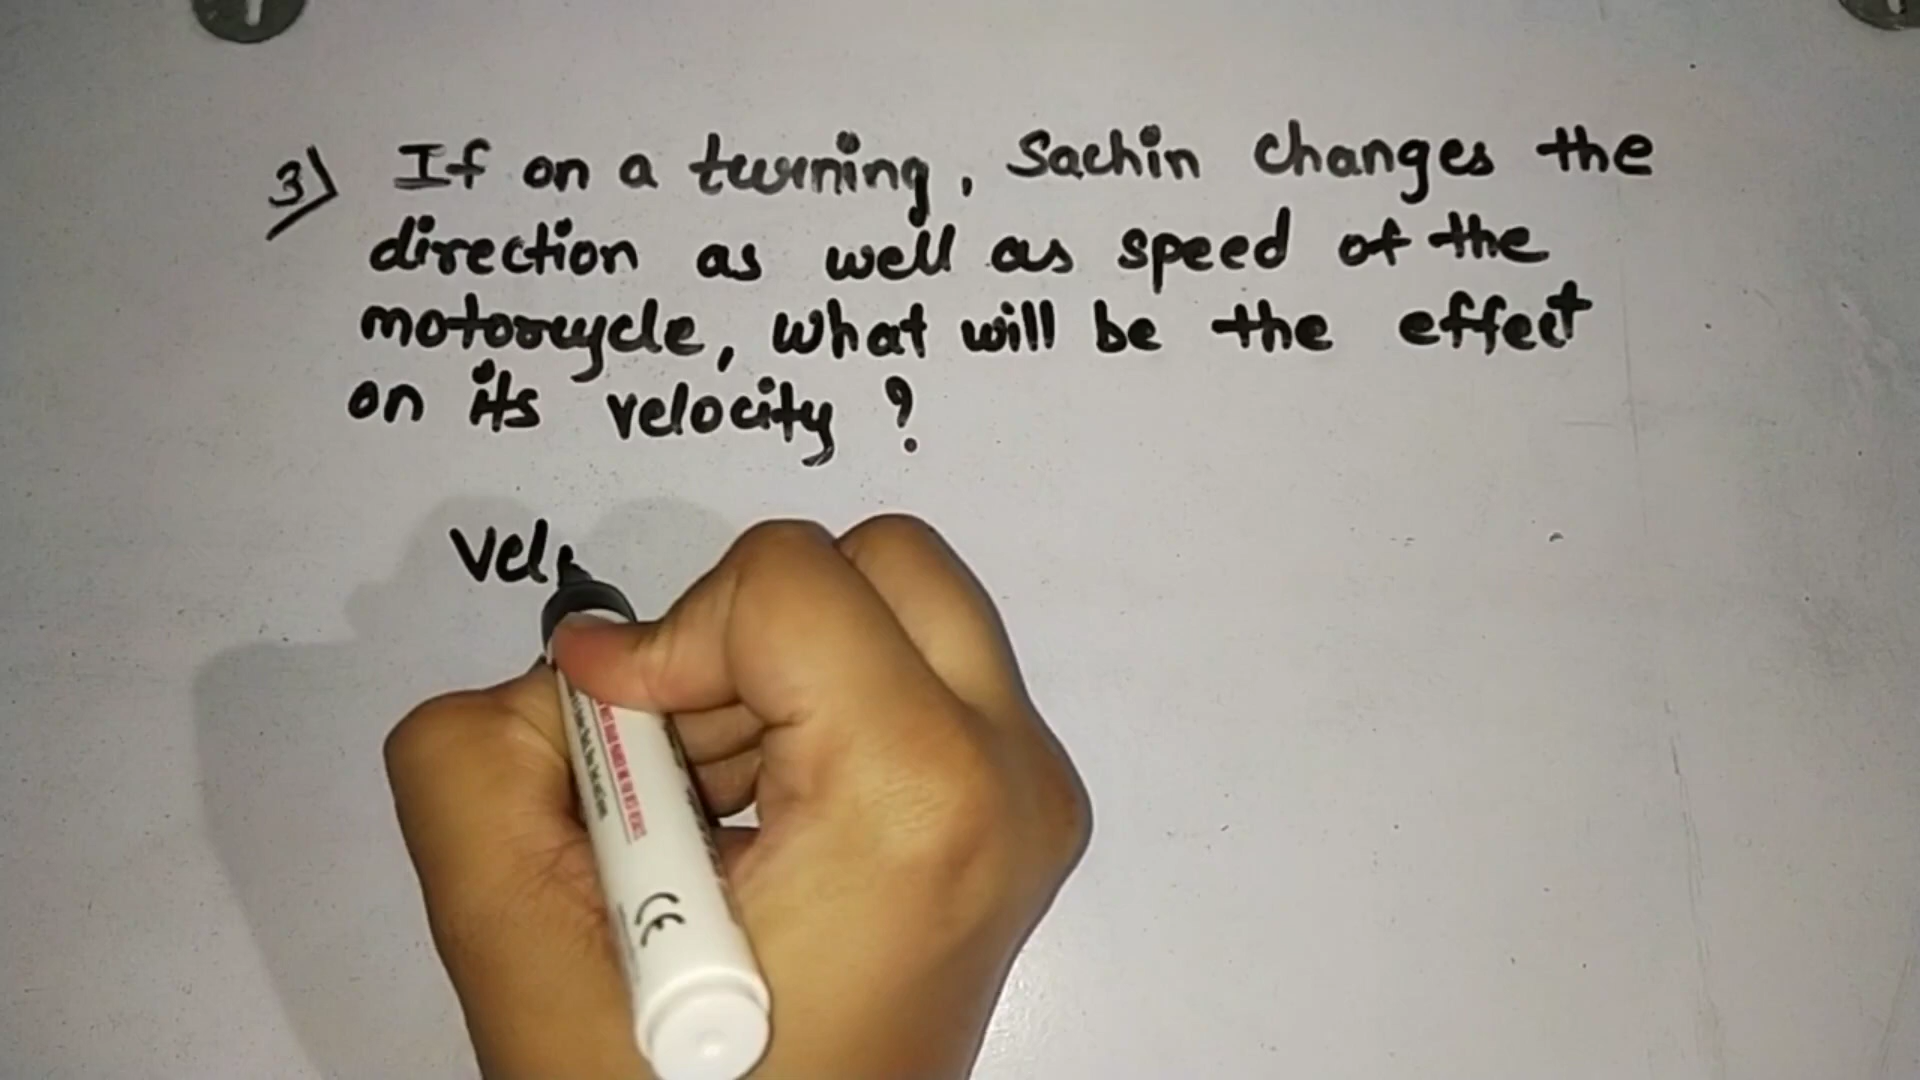 3) If on a turning, Sachin changes the
direction as well as speed of the
motorcycle, what will be the effect
on its velocity ?
Vel
CE